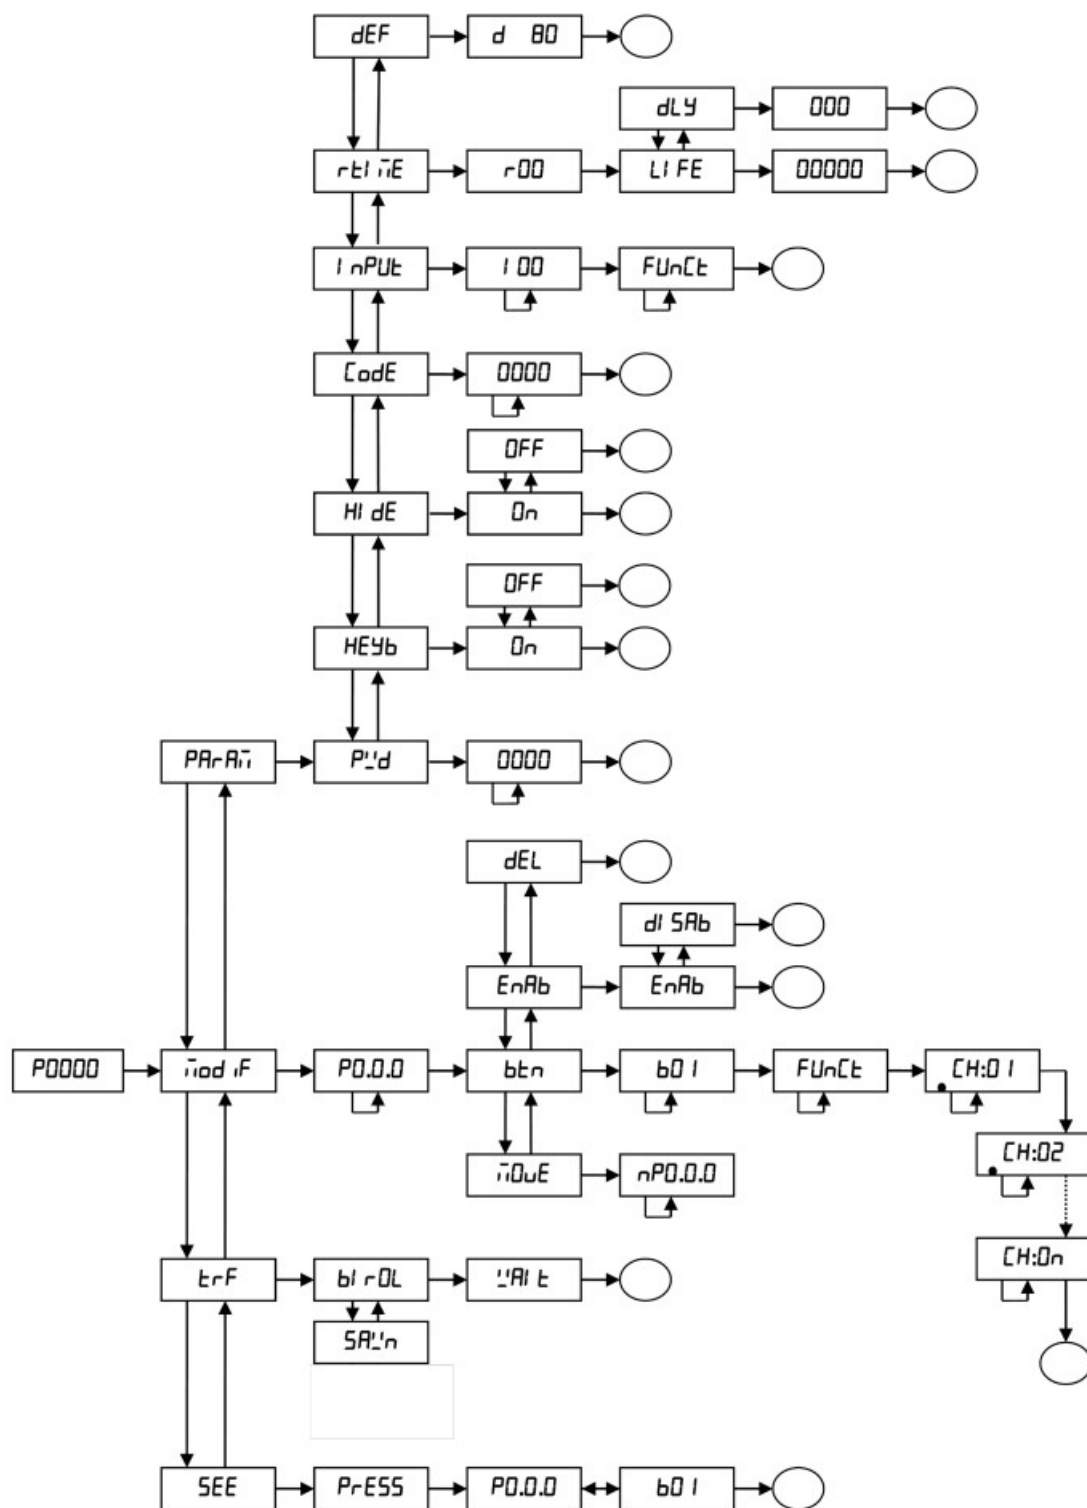 dEF d 80
dLY 000
rtIME r00 LIFE 00000
InPUt I00 FUnCt
CodE 0000
OFF
HIdE On
OFF
HEYb On
PArAM PWd 0000
dEL
dISAb
EnAb EnAb
P0000 ModiF P0.0.0 btn b01 FUnCt CH:01
CH:02
MOvE nP0.0.0
CH:0n
trF bIrOL WAIt
SAWn
SEE PrESS P0.0.0 b01